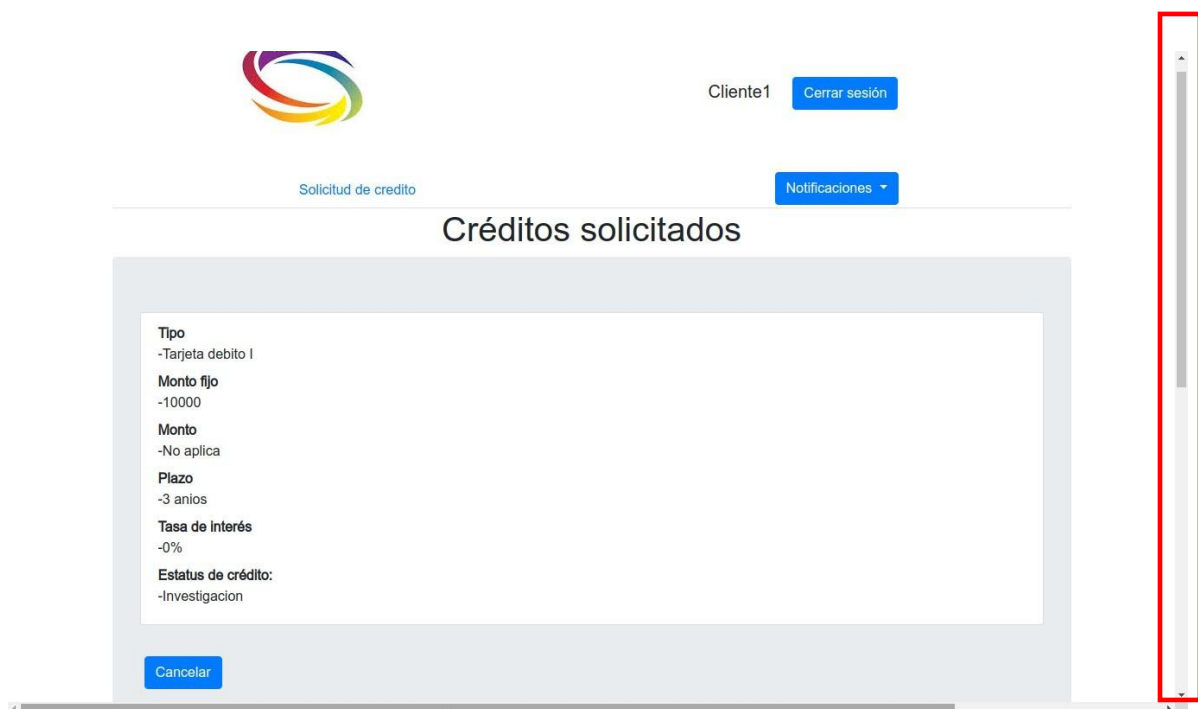 Cliente1
Cerrar sesión
Solicitud de credito
Notificaciones
Créditos solicitados
Tipo
-Tarjeta debito I
Monto fijo
-10000
Monto
-No aplica
Plazo
-3 anios
Tasa de interés
-0%
Estatus de crédito:
-Investigacion
Cancelar